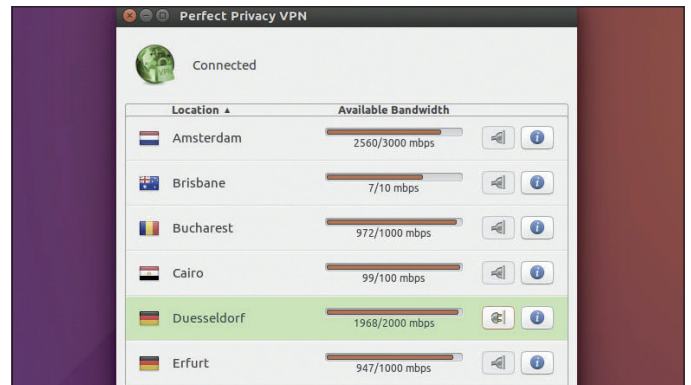 Perfect Privacy VPN
VPN
Connected
Location ▲ Available Bandwidth
Amsterdam 2560/3000 mbps
Brisbane 7/10 mbps
Bucharest 972/1000 mbps
Cairo 99/100 mbps
Duesseldorf 1968/2000 mbps
Erfurt 947/1000 mbps